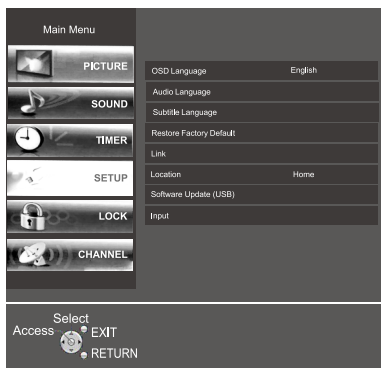 Main Menu
PICTURE
SOUND
TIMER
SETUP
LOCK
CHANNEL
OSD Language English
Audio Language
Subtitle Language
Restore Factory Default
Link
Location Home
Software Update (USB)
Input
Select
Access
EXIT
RETURN